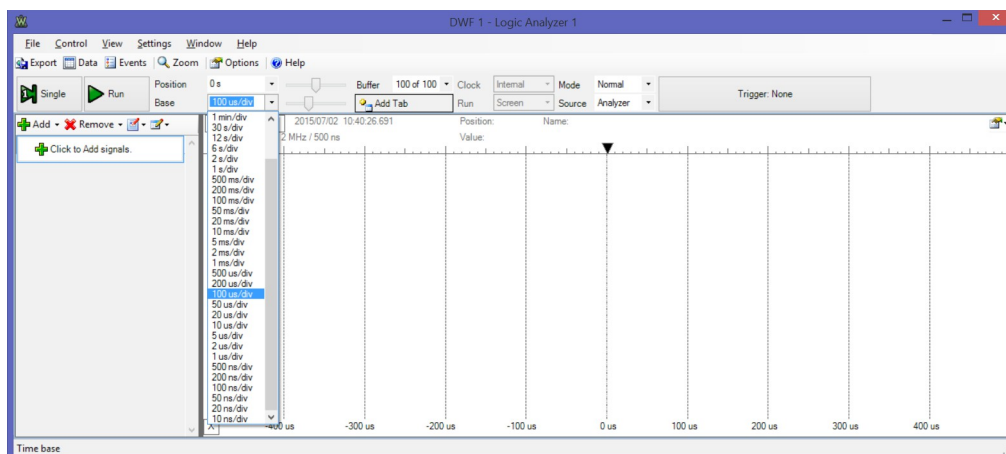 DWF 1 - Logic Analyzer 1
File Control View Settings Window Help
Export Data Events Zoom Options Help
Single Run Position 0 s Buffer 100 of 100 Clock Internal Mode Normal Trigger: None
Base 100 us/div Add Tab Run Screen Source Analyzer
Add Remove
Click to Add signals.
2015/07/02 10:40:26.691 Position: Name:
MHz / 500 ns Value:
1 min/div
30 s/div
12 s/div
6 s/div
2 s/div
1 s/div
500 ms/div
200 ms/div
100 ms/div
50 ms/div
20 ms/div
10 ms/div
5 ms/div
2 ms/div
1 ms/div
500 us/div
200 us/div
100 us/div
50 us/div
20 us/div
10 us/div
5 us/div
2 us/div
1 us/div
500 ns/div
200 ns/div
100 ns/div
50 ns/div
20 ns/div
10 ns/div
X -400 us -300 us -200 us -100 us 0 us 100 us 200 us 300 us 400 us
Time base